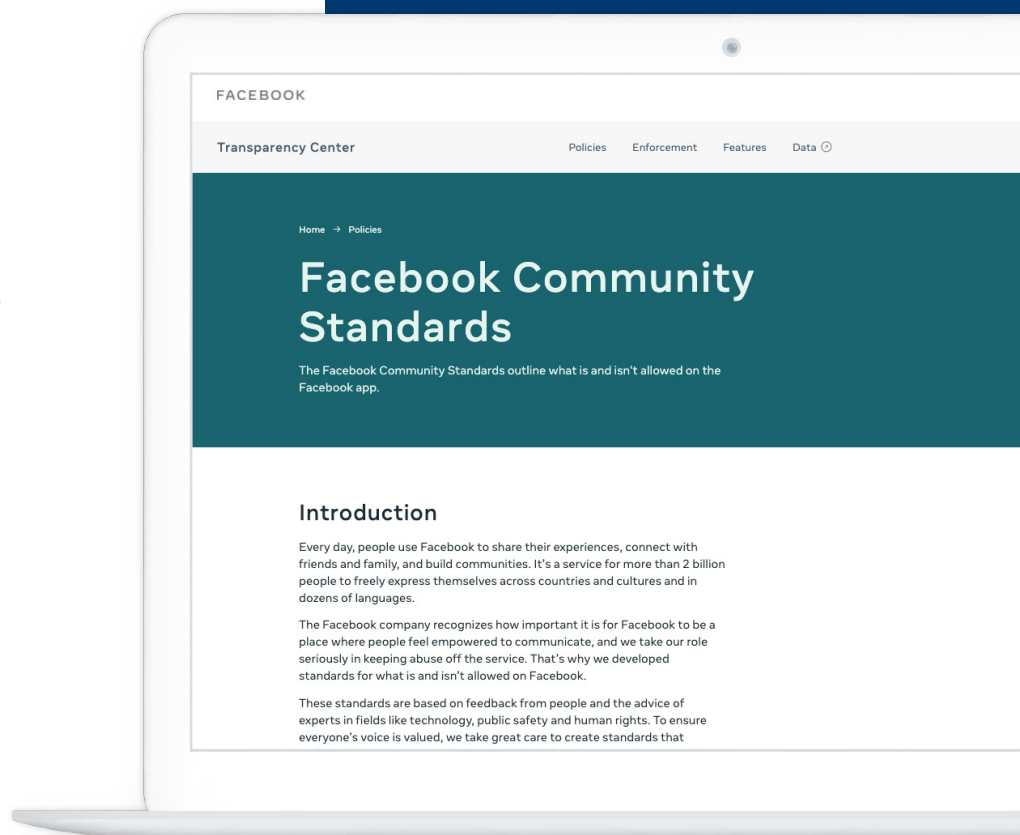 FACEBOOK
Transparency Center
Policies Enforcement Features Data
Home → Policies
Facebook Community
Standards
The Facebook Community Standards outline what is and isn't allowed on the
Facebook app.
Introduction
Every day, people use Facebook to share their experiences, connect with
friends and family, and build communities. It's a service for more than 2 billion
people to freely express themselves across countries and cultures and in
dozens of languages.
The Facebook company recognizes how important it is for Facebook to be a
place where people feel empowered to communicate, and we take our role
seriously in keeping abuse off the service. That's why we developed
standards for what is and isn't allowed on Facebook.
These standards are based on feedback from people and the advice of
experts in fields like technology, public safety and human rights. To ensure
everyone's voice is valued, we take great care to create standards that